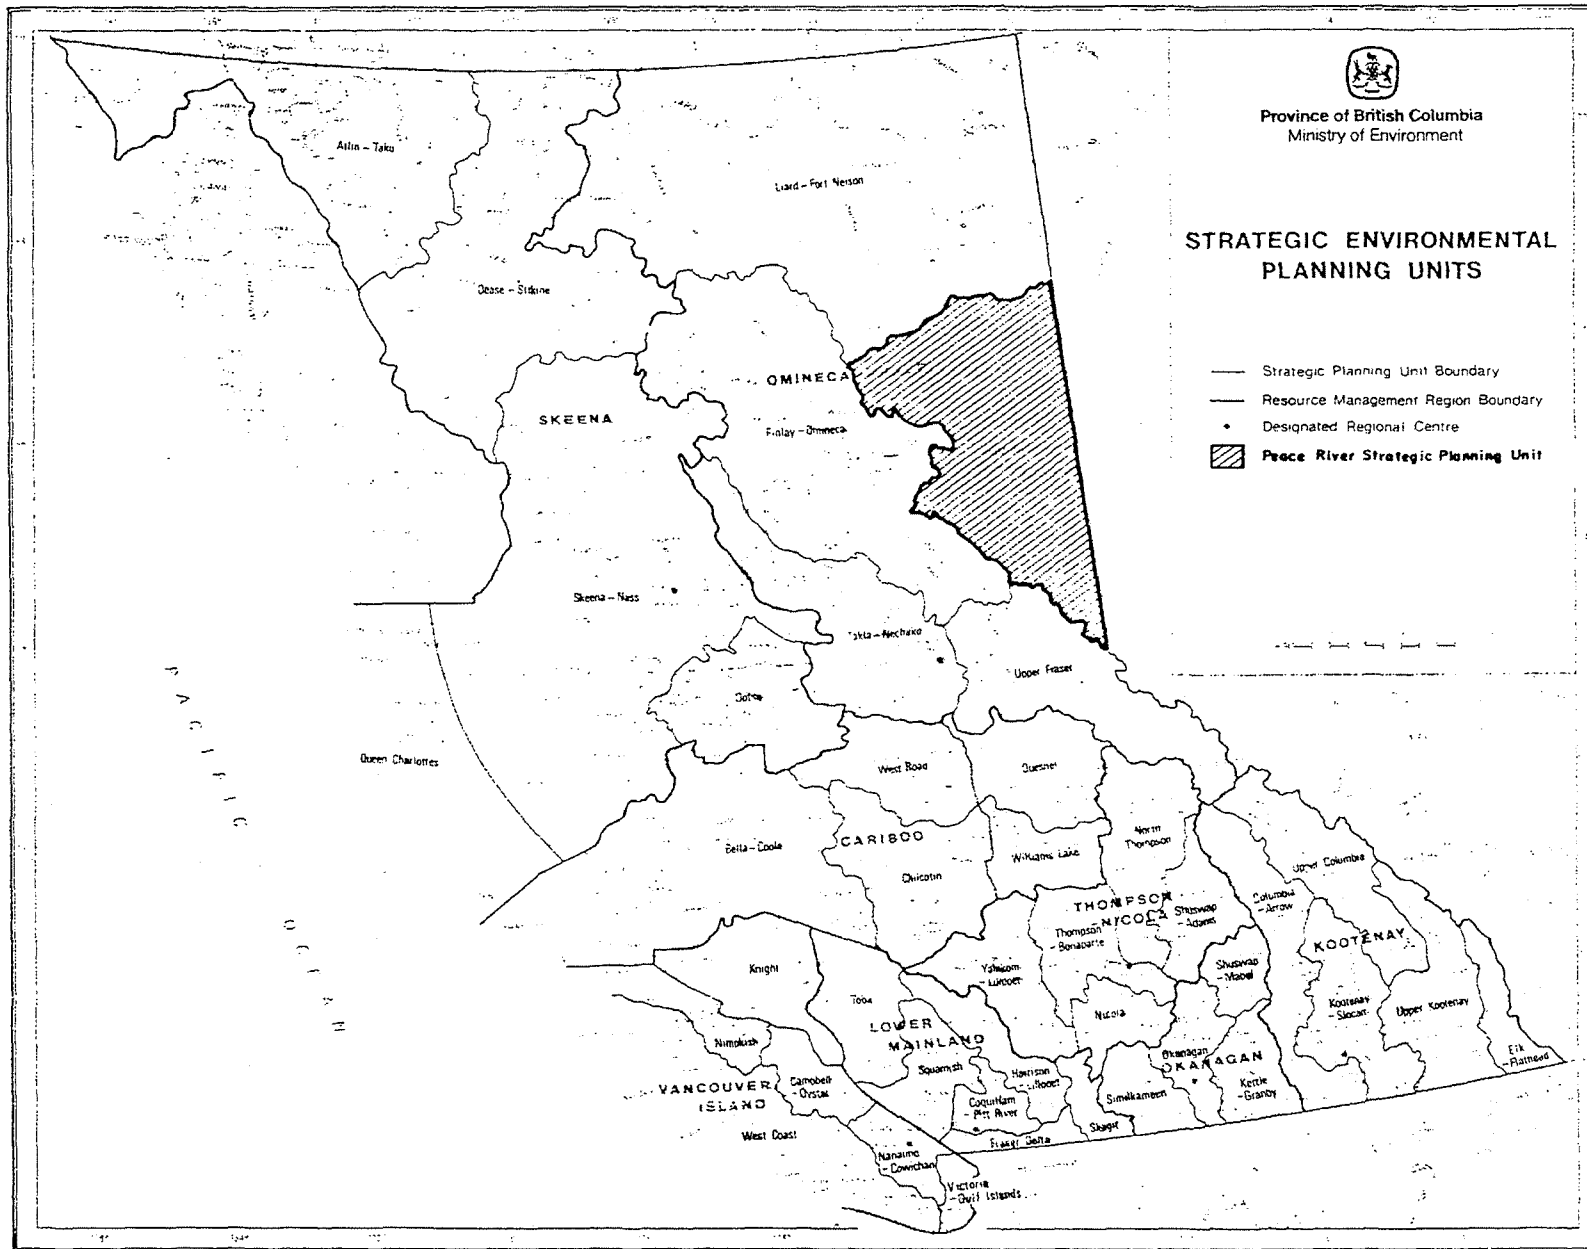 Province of British Columbia
Ministry of Environment
STRATEGIC ENVIRONMENTAL
PLANNING UNITS
Strategic Planning Unit Boundary
Resource Management Region Boundary
Designated Regional Centre
Peace River Strategic Planning Unit
Atlin - Taku
Liard - Fort Nelson
Dease - Stikine
OMINECA
SKEENA
Finlay - Omineca
Skeena - Nass
Takla - Nechako
Upper Fraser
Ootsa
PACIFIC OCEAN
Queen Charlottes
West Road
Quesnel
CARIBOO
Bella - Coola
Williams Lake
North
Thompson
Chilcotin
Upper Columbia
Columbia
- Arrow
THOMPSON
NICOLA
Shuswap
- Adams
Thompson
- Bonaparte
KOOTENAY
Knight
Yalakom
- Lillooet
Shuswap
- Mabel
Toba
Nicola
Kootenay
- Slocan
Upper Kootenay
LOWER
MAINLAND
Nimpkish
Squamish
Harrison
- Lillooet
Okanagan
OKANAGAN
Elk
- Flathead
VANCOUVER
ISLAND
Campbell
- Oyster
Coquitlam
- Pitt River
Similkameen
Kettle
- Granby
West Coast
Fraser Delta
Skagit
Nanaimo
- Cowichan
Victoria
- Gulf Islands